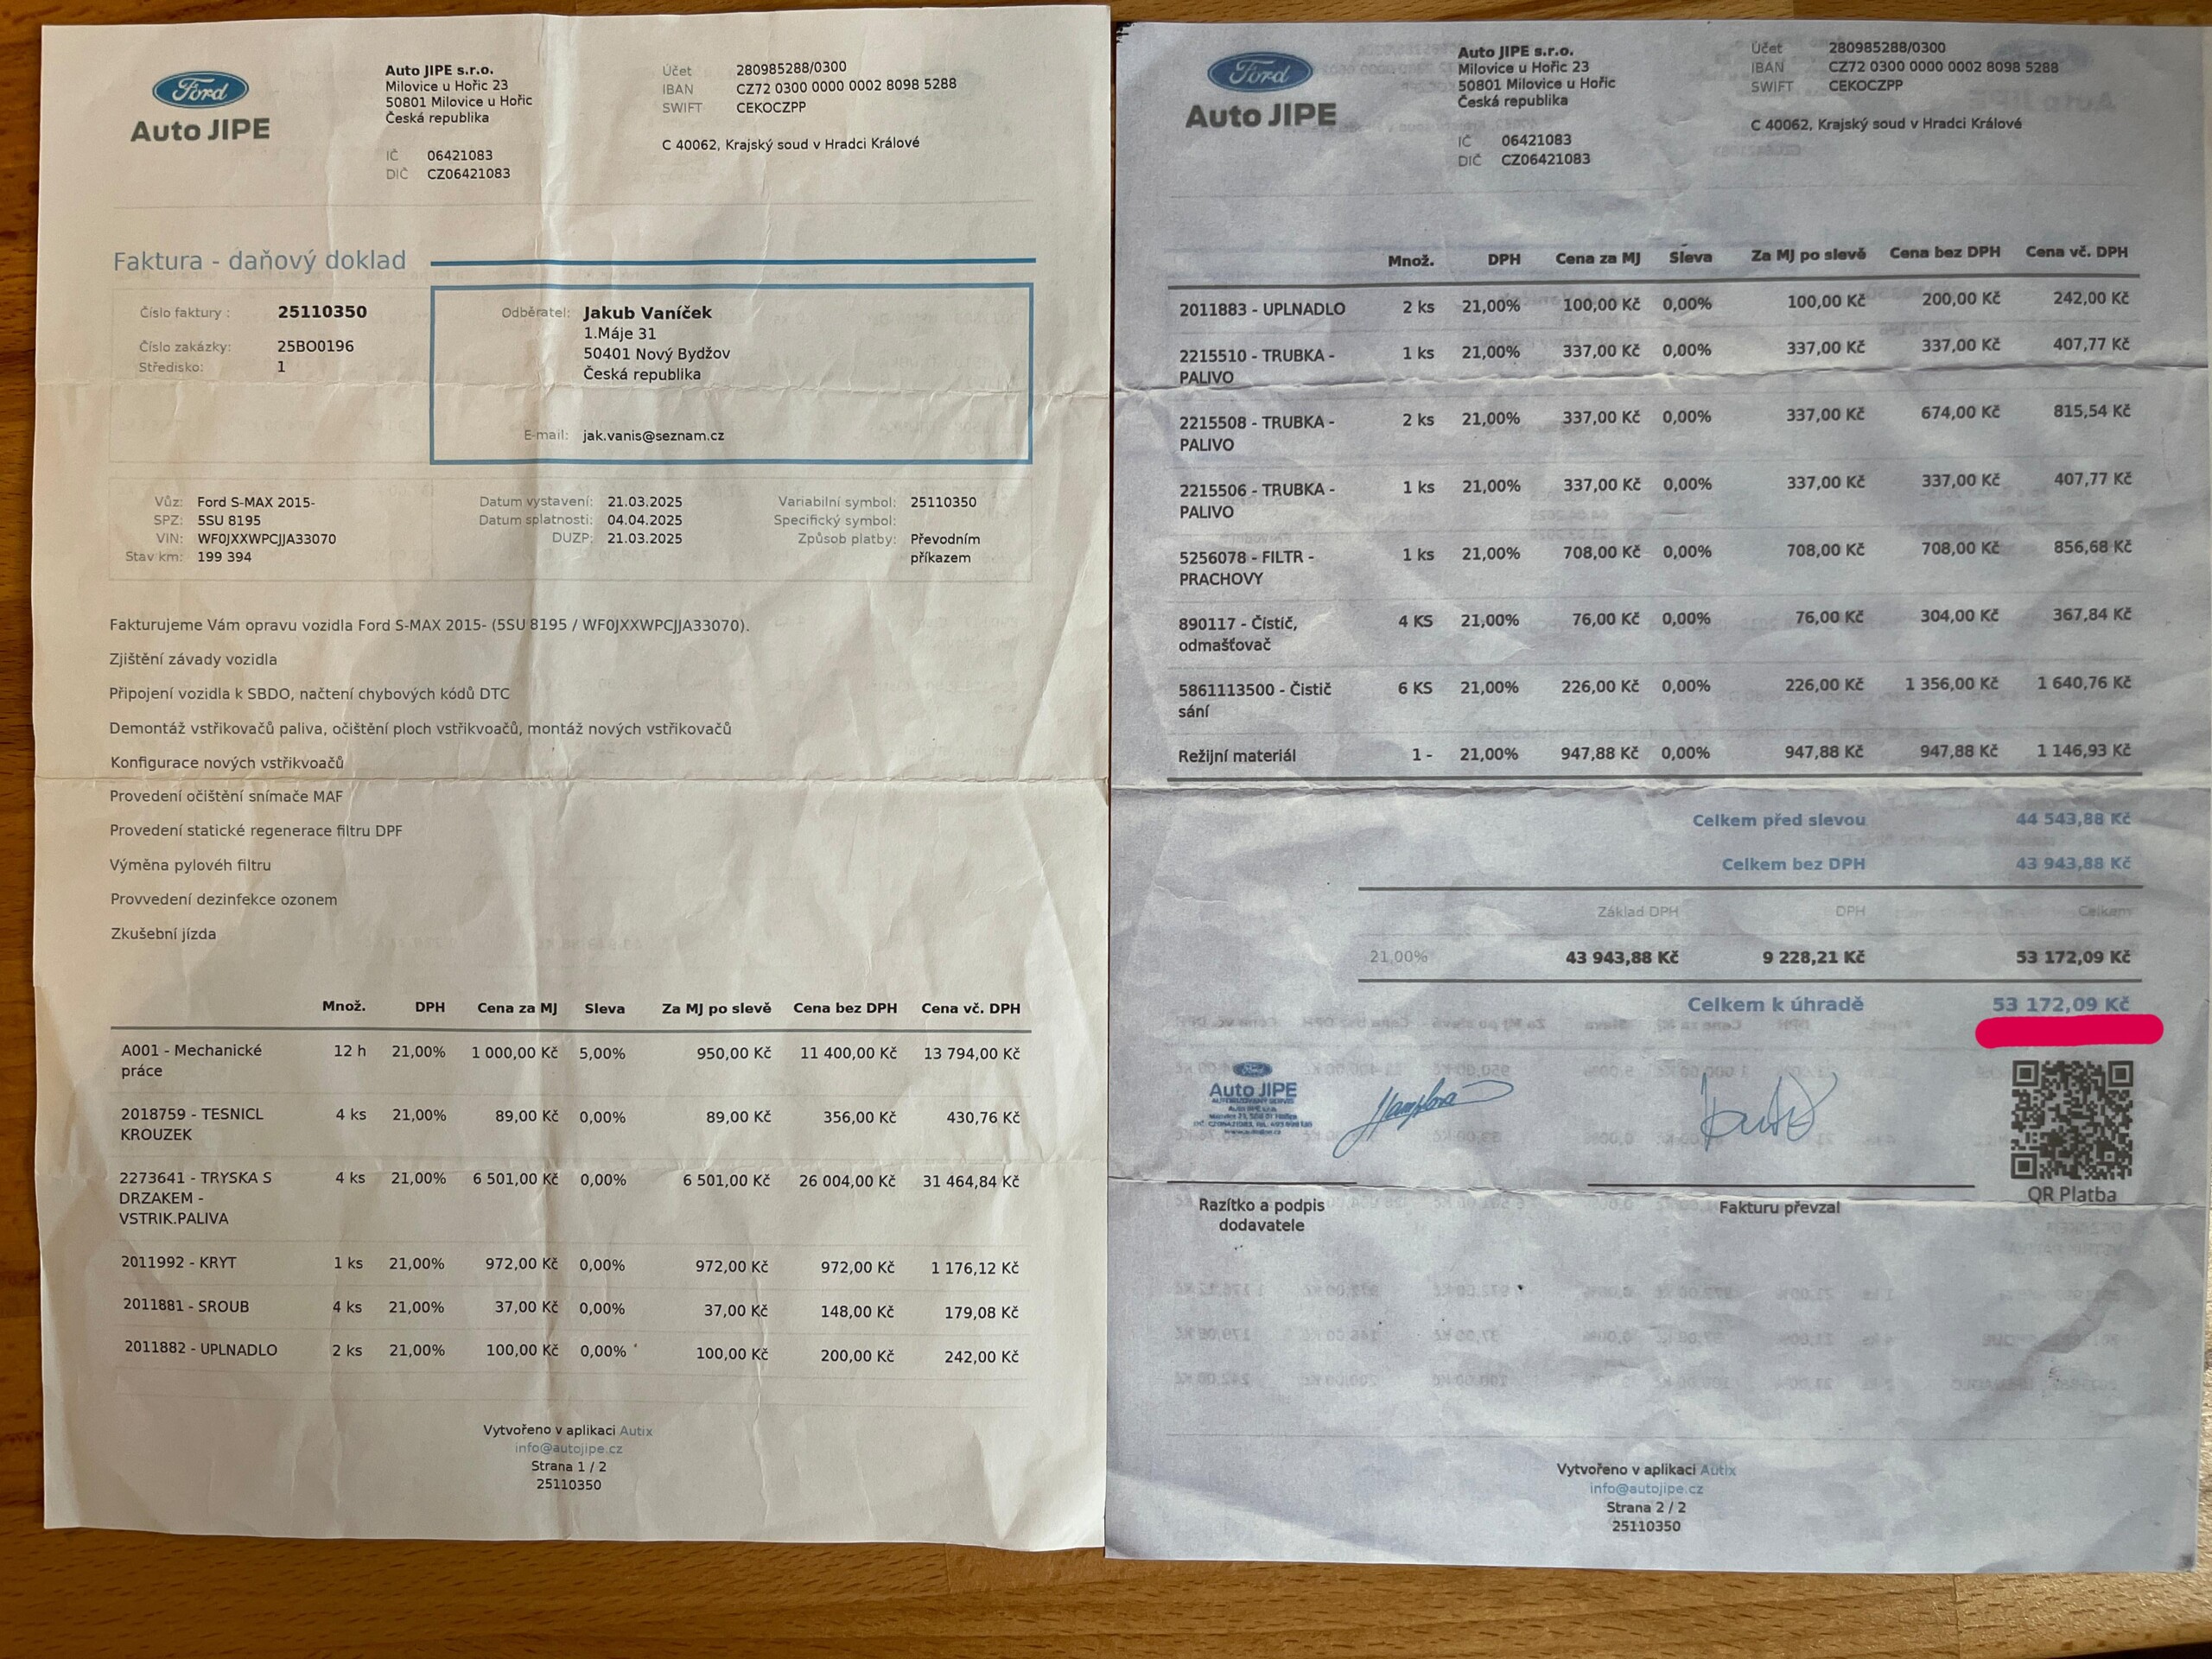 Ford
Auto JIPE
Auto JIPE s.r.o.
Milovice u Hořic 23
50801 Milovice u Hořic
Česká republika
IČ 06421083
DIČ CZ06421083
Účet 280985288/0300
IBAN CZ72 0300 0000 0002 8098 5288
SWIFT CEKOCZPP
C 40062, Krajský soud v Hradci Králové
Faktura - daňový doklad
Číslo faktury : 25110350
Číslo zakázky: 25BO0196
Středisko: 1
Odběratel: Jakub Vaníček
1.Máje 31
50401 Nový Bydžov
Česká republika
E-mail: jak.vanis@seznam.cz
Vůz: Ford S-MAX 2015-
SPZ: 5SU 8195
VIN: WF0JXXWPCJJA33070
Stav km: 199 394
Datum vystavení: 21.03.2025
Datum splatnosti: 04.04.2025
DUZP: 21.03.2025
Variabilní symbol: 25110350
Specifický symbol:
Způsob platby: Převodním
příkazem
Fakturujeme Vám opravu vozidla Ford S-MAX 2015- (5SU 8195 / WF0JXXWPCJJA33070).
Zjištění závady vozidla
Připojení vozidla k SBDO, načtení chybových kódů DTC
Demontáž vstřikovačů paliva, očištění ploch vstřikvoačů, montáž nových vstřikovačů
Konfigurace nových vstřikvoačů
Provedení očištění snímače MAF
Provedení statické regenerace filtru DPF
Výměna pylovéh filtru
Provvedení dezinfekce ozonem
Zkušební jízda
Množ. DPH Cena za MJ Sleva Za MJ po slevě Cena bez DPH Cena vč. DPH
A001 - Mechanické 12 h 21,00% 1 000,00 Kč 5,00% 950,00 Kč 11 400,00 Kč 13 794,00 Kč
práce
2018759 - TESNICL 4 ks 21,00% 89,00 Kč 0,00% 89,00 Kč 356,00 Kč 430,76 Kč
KROUZEK
2273641 - TRYSKA S 4 ks 21,00% 6 501,00 Kč 0,00% 6 501,00 Kč 26 004,00 Kč 31 464,84 Kč
DRZAKEM -
VSTRIK.PALIVA
2011992 - KRYT 1 ks 21,00% 972,00 Kč 0,00% 972,00 Kč 972,00 Kč 1 176,12 Kč
2011881 - SROUB 4 ks 21,00% 37,00 Kč 0,00% 37,00 Kč 148,00 Kč 179,08 Kč
2011882 - UPLNADLO 2 ks 21,00% 100,00 Kč 0,00% 100,00 Kč 200,00 Kč 242,00 Kč
Vytvořeno v aplikaci Autix
info@autojipe.cz
Strana 1 / 2
25110350
Ford
Auto JIPE
Auto JIPE s.r.o.
Milovice u Hořic 23
50801 Milovice u Hořic
Česká republika
IČ 06421083
DIČ CZ06421083
Účet 280985288/0300
IBAN CZ72 0300 0000 0002 8098 5288
SWIFT CEKOCZPP
C 40062, Krajský soud v Hradci Králové
Množ. DPH Cena za MJ Sleva Za MJ po slevě Cena bez DPH Cena vč. DPH
2011883 - UPLNADLO 2 ks 21,00% 100,00 Kč 0,00% 100,00 Kč 200,00 Kč 242,00 Kč
2215510 - TRUBKA - 1 ks 21,00% 337,00 Kč 0,00% 337,00 Kč 337,00 Kč 407,77 Kč
PALIVO
2215508 - TRUBKA - 2 ks 21,00% 337,00 Kč 0,00% 337,00 Kč 674,00 Kč 815,54 Kč
PALIVO
2215506 - TRUBKA - 1 ks 21,00% 337,00 Kč 0,00% 337,00 Kč 337,00 Kč 407,77 Kč
PALIVO
5256078 - FILTR - 1 ks 21,00% 708,00 Kč 0,00% 708,00 Kč 708,00 Kč 856,68 Kč
PRACHOVY
890117 - Čistič, 4 KS 21,00% 76,00 Kč 0,00% 76,00 Kč 304,00 Kč 367,84 Kč
odmašťovač
5861113500 - Čistič 6 KS 21,00% 226,00 Kč 0,00% 226,00 Kč 1 356,00 Kč 1 640,76 Kč
sání
Režijní materiál 1 - 21,00% 947,88 Kč 0,00% 947,88 Kč 947,88 Kč 1 146,93 Kč
Celkem před slevou 44 543,88 Kč
Celkem bez DPH 43 943,88 Kč
Základ DPH DPH Celkem
21,00% 43 943,88 Kč 9 228,21 Kč 53 172,09 Kč
Celkem k úhradě 53 172,09 Kč
Auto JIPE
AUTORIZOVANÝ SERVIS
Auto JIPE s.r.o.
QR Platba
Razítko a podpis
dodavatele
Fakturu převzal
Vytvořeno v aplikaci Autix
info@autojipe.cz
Strana 2 / 2
25110350